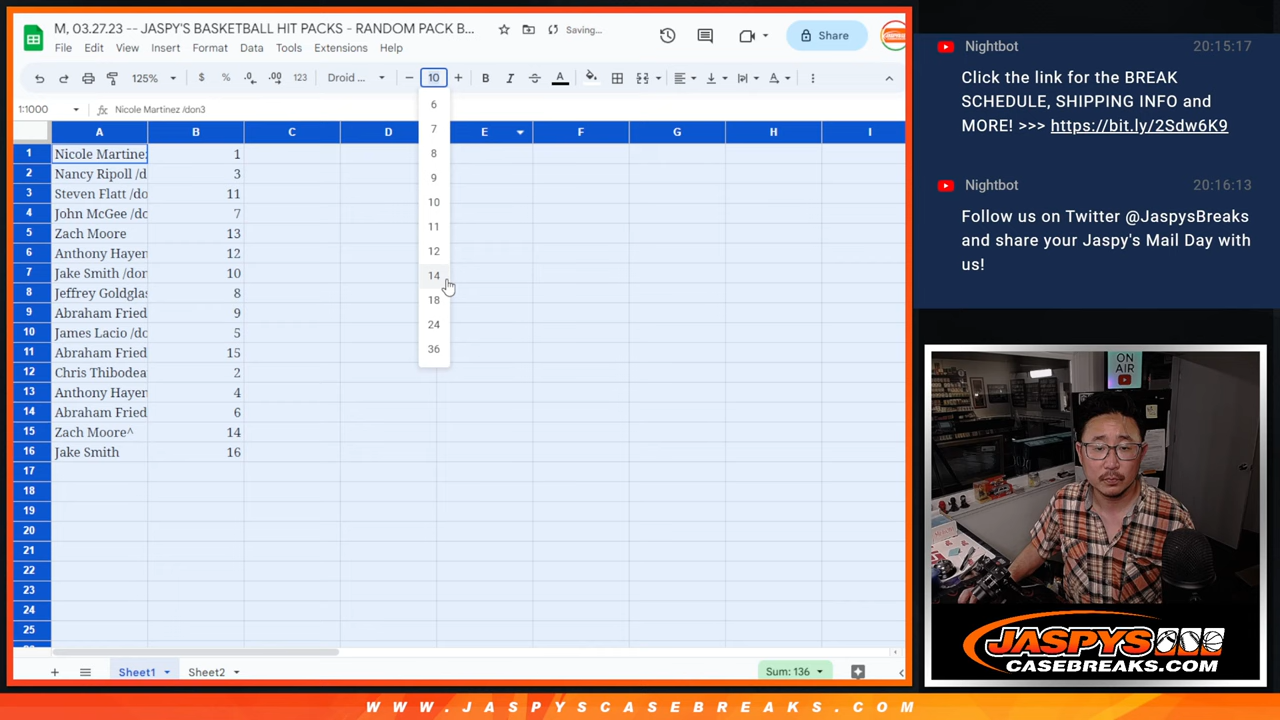 M, 03.27.23 -- JASPY'S BASKETBALL HIT PACKS - RANDOM PACK B...
Saving...
File Edit View Insert Format Data Tools Extensions Help
Share
125% $ % .0 .00 123 Droid ... − 10 + B I A
1:1000 fx Nicole Martinez /don3
A B C D E F G H I
1 Nicole Martine 1
2 Nancy Ripoll /d 3
3 Steven Flatt /do 11
4 John McGee /do 7
5 Zach Moore 13
6 Anthony Hayen 12
7 Jake Smith /don 10
8 Jeffrey Goldglas 8
9 Abraham Fried 9
10 James Lacio /do 5
11 Abraham Fried 15
12 Chris Thibodea 2
13 Anthony Hayen 4
14 Abraham Fried 6
15 Zach Moore^ 14
16 Jake Smith 16
17
18
19
20
21
22
23
24
25
6
7
8
9
10
11
12
14
18
24
36
+ Sheet1 Sheet2 Sum: 136
Nightbot 20:15:17
Click the link for the BREAK
SCHEDULE, SHIPPING INFO and
MORE! >>> https://bit.ly/2Sdw6K9
Nightbot 20:16:13
Follow us on Twitter @JaspysBreaks
and share your Jaspy's Mail Day with
us!
ON
AIR
JASPYS
CASEBREAKS.COM
WWW.JASPYSCASEBREAKS.COM